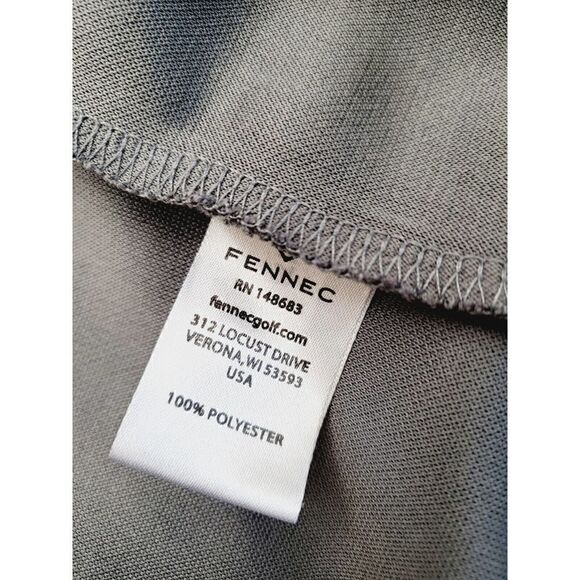 FENNEC
RN 148683
fennecgolf.com
312 LOCUST DRIVE
VERONA, WI 53593
USA
100% POLYESTER